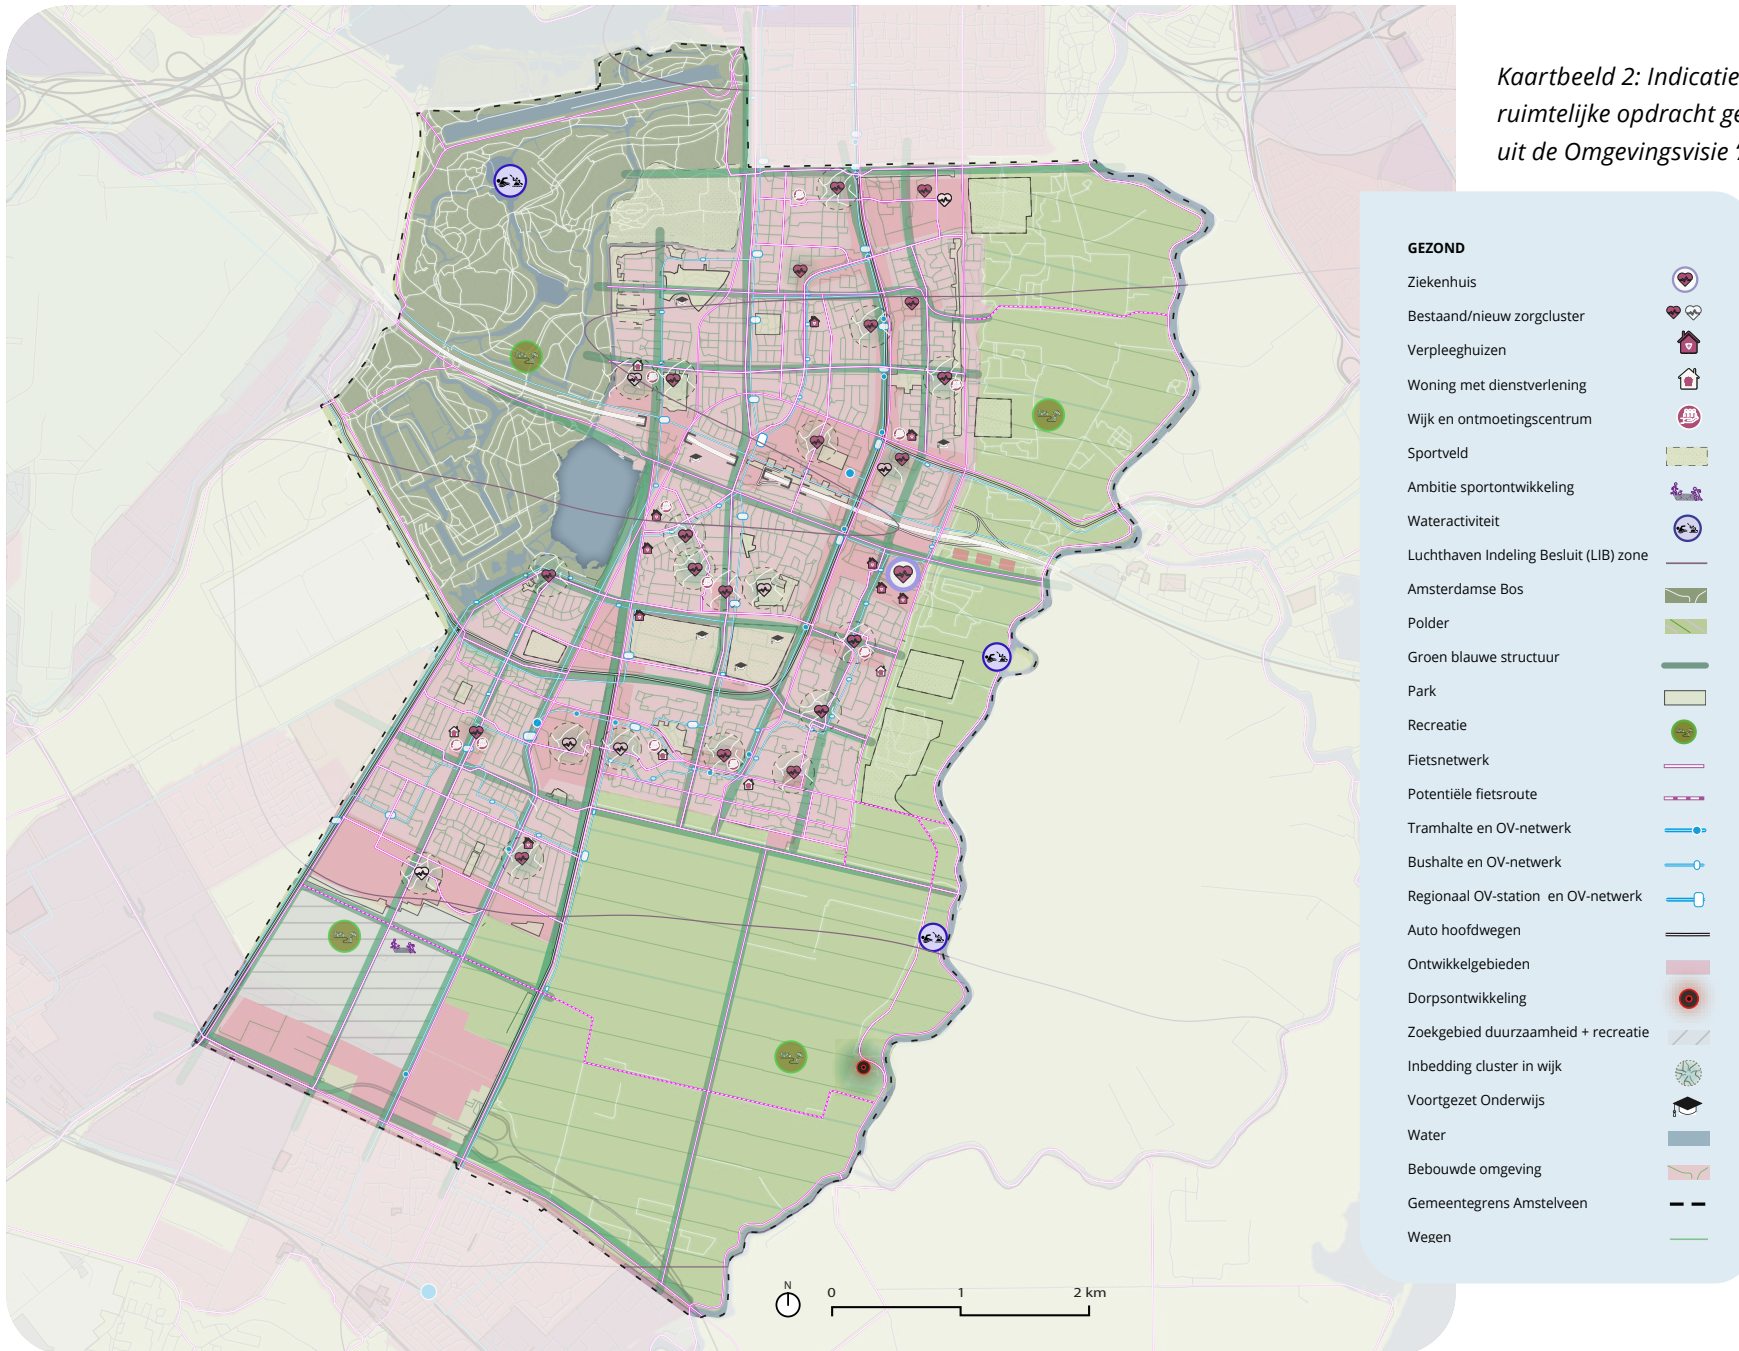 Kaartbeeld 2: Indicatie
ruimtelijke opdracht ge
uit de Omgevingsvisie ‘
GEZOND
Ziekenhuis
Bestaand/nieuw zorgcluster
Verpleeghuizen
Woning met dienstverlening
Wijk en ontmoetingscentrum
Sportveld
Ambitie sportontwikkeling
Wateractiviteit
Luchthaven Indeling Besluit (LIB) zone
Amsterdamse Bos
Polder
Groen blauwe structuur
Park
Recreatie
Fietsnetwerk
Potentiële fietsroute
Tramhalte en OV-netwerk
Bushalte en OV-netwerk
Regionaal OV-station en OV-netwerk
Auto hoofdwegen
Ontwikkelgebieden
Dorpsontwikkeling
Zoekgebied duurzaamheid + recreatie
Inbedding cluster in wijk
Voortgezet Onderwijs
Water
Bebouwde omgeving
Gemeentegrens Amstelveen
Wegen
N
0 1 2 km